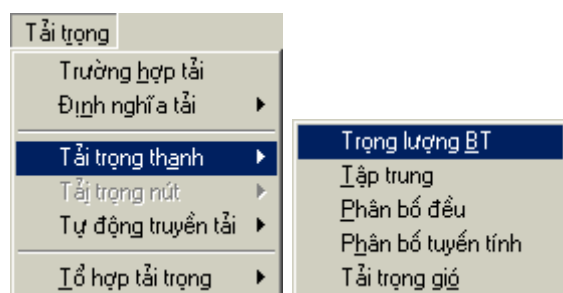 Tải trọng
Trường hợp tải
Định nghĩa tải
Tải trọng thanh
Tải trọng nút
Tự động truyền tải
Tổ hợp tải trọng
Trọng lượng BT
Tập trung
Phân bố đều
Phân bố tuyến tính
Tải trọng gió